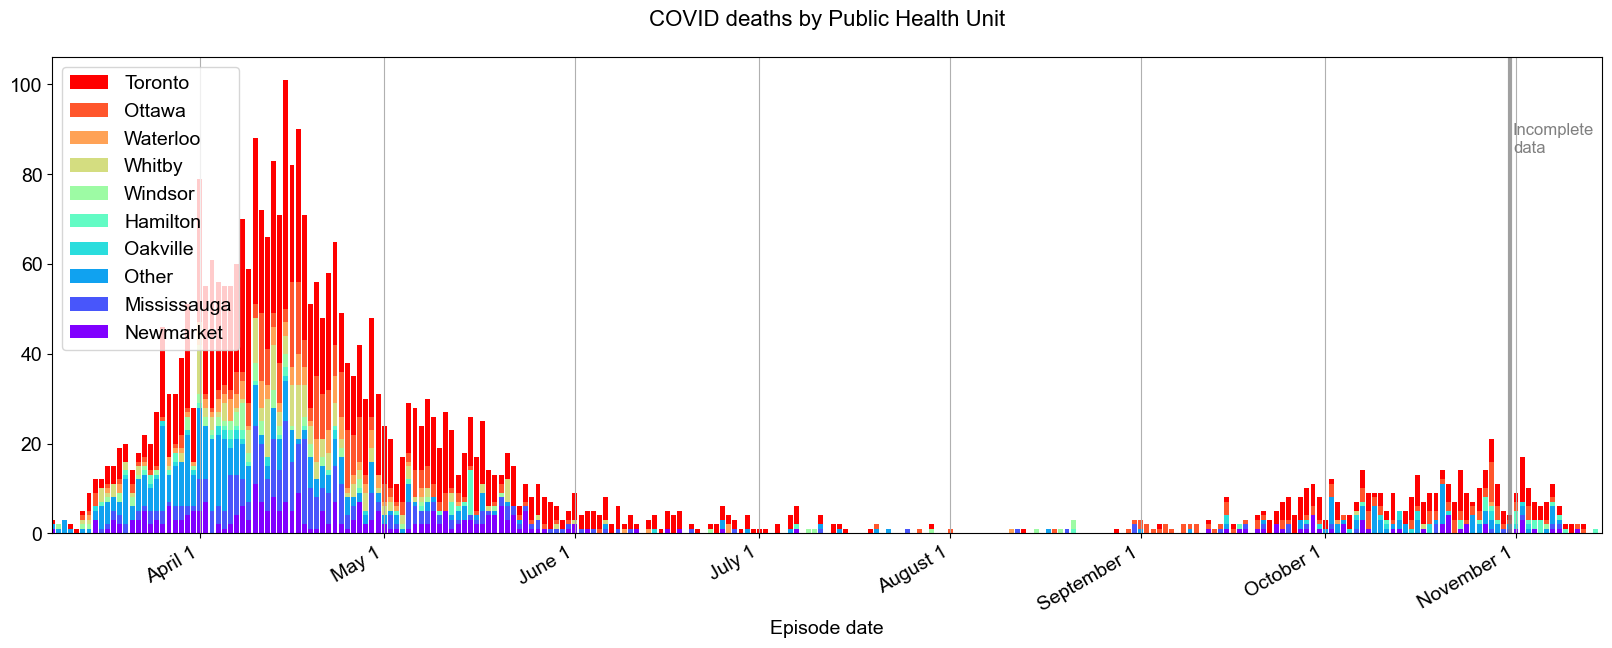 COVID deaths by Public Health Unit
100
80
60
40
20
0
Toronto
Ottawa
Waterloo
Whitby
Windsor
Hamilton
Oakville
Other
Mississauga
Newmarket
Incomplete
data
April 1
May 1
June 1
July 1
August 1
September 1
October 1
November 1
Episode date